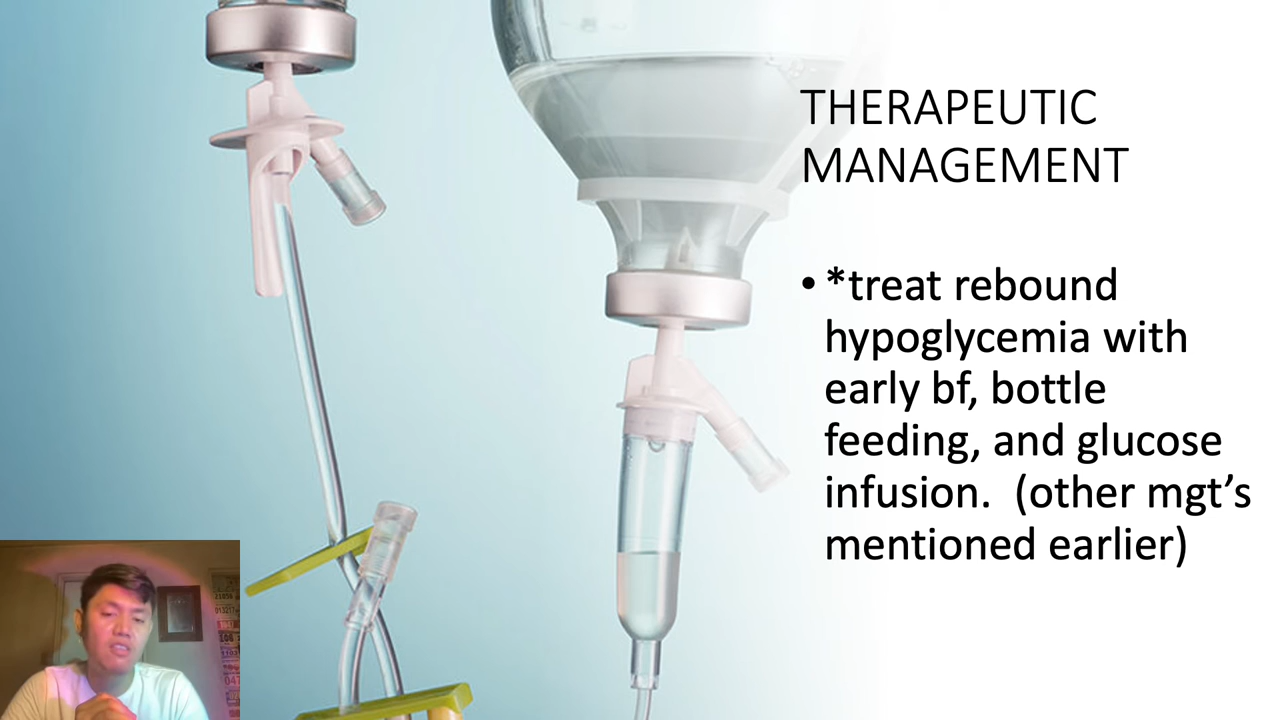 THERAPEUTIC
MANAGEMENT
• *treat rebound
hypoglycemia with
early bf, bottle
feeding, and glucose
infusion.  (other mgt’s
mentioned earlier)